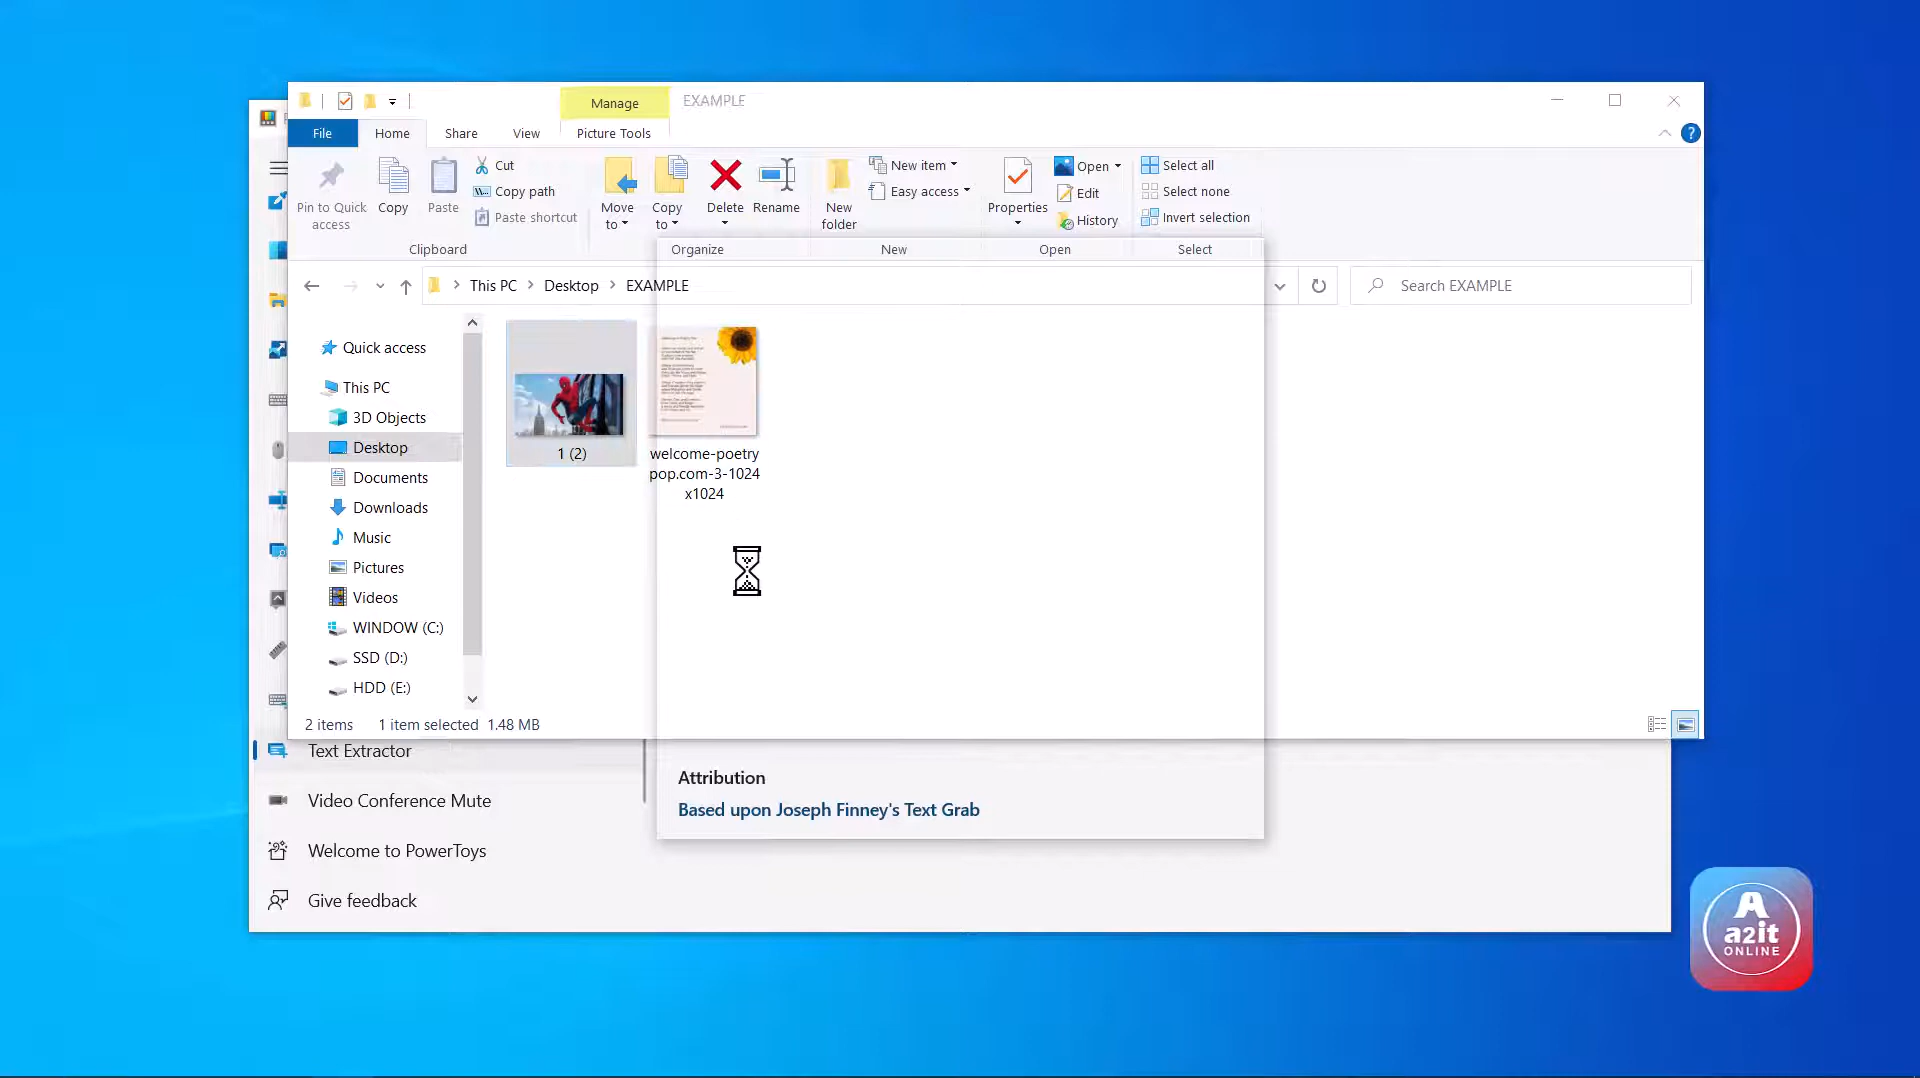 Manage
EXAMPLE
File
Home
Share
View
Picture Tools
Pin to Quick
access
Copy
Paste
Cut
Copy path
Paste shortcut
Clipboard
Move
to
Copy
to
Delete
Rename
Organize
New
folder
New item
Easy access
New
Properties
Open
Edit
History
Open
Select all
Select none
Invert selection
Select
This PC
Desktop
EXAMPLE
Search EXAMPLE
Quick access
This PC
3D Objects
Desktop
Documents
Downloads
Music
Pictures
Videos
WINDOW (C:)
SSD (D:)
HDD (E:)
1 (2)
welcome-poetry
pop.com-3-1024
x1024
2 items
1 item selected 1.48 MB
Text Extractor
Video Conference Mute
Welcome to PowerToys
Give feedback
Attribution
Based upon Joseph Finney's Text Grab
A
a2it
ONLINE